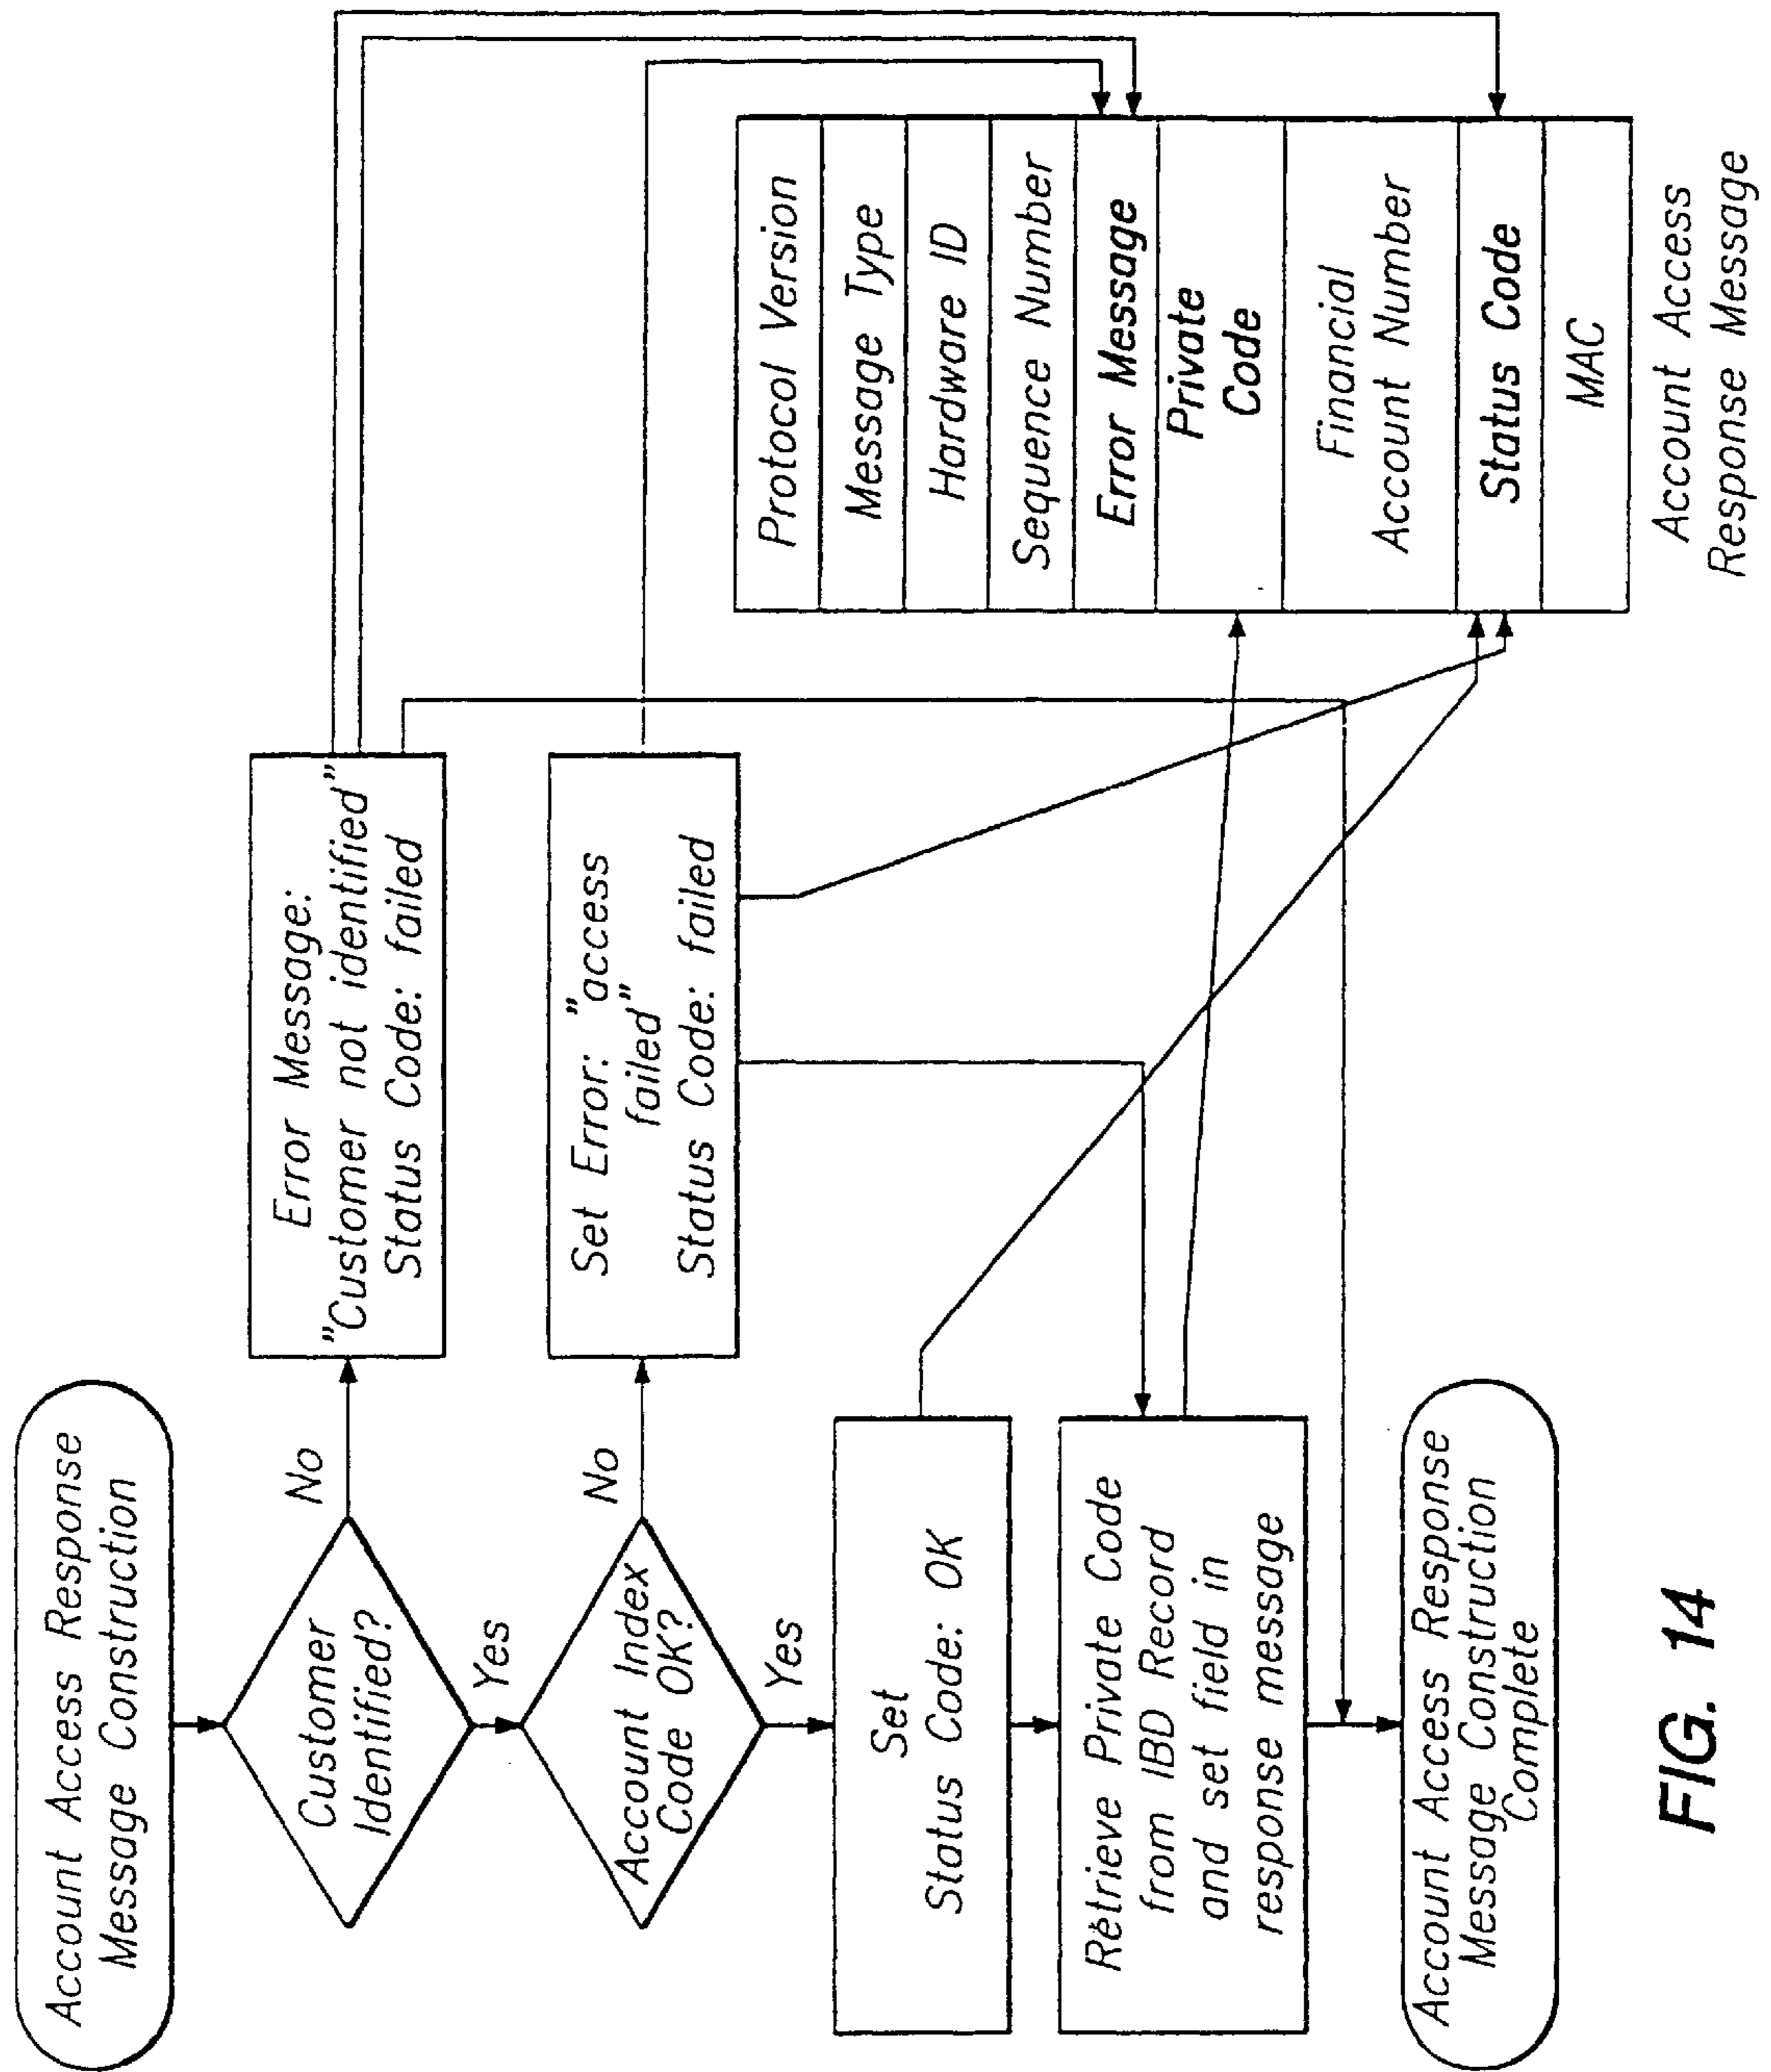 Account Access Response
Message Construction
Customer
Identified?
No
Error Message:
"Customer not identified"
Status Code: failed
Yes
Account Index
Code OK?
No
Set Error: "access
failed"
Status Code: failed
Yes
Set
Status Code: OK
Retrieve Private Code
from IBD Record
and set field in
response message
Account Access Response
Message Construction
Complete
Protocol Version
Message Type
Hardware ID
Sequence Number
Error Message
Private
Code
Financial
Account Number
Status Code
MAC
Account Access
Response Message
FIG. 14